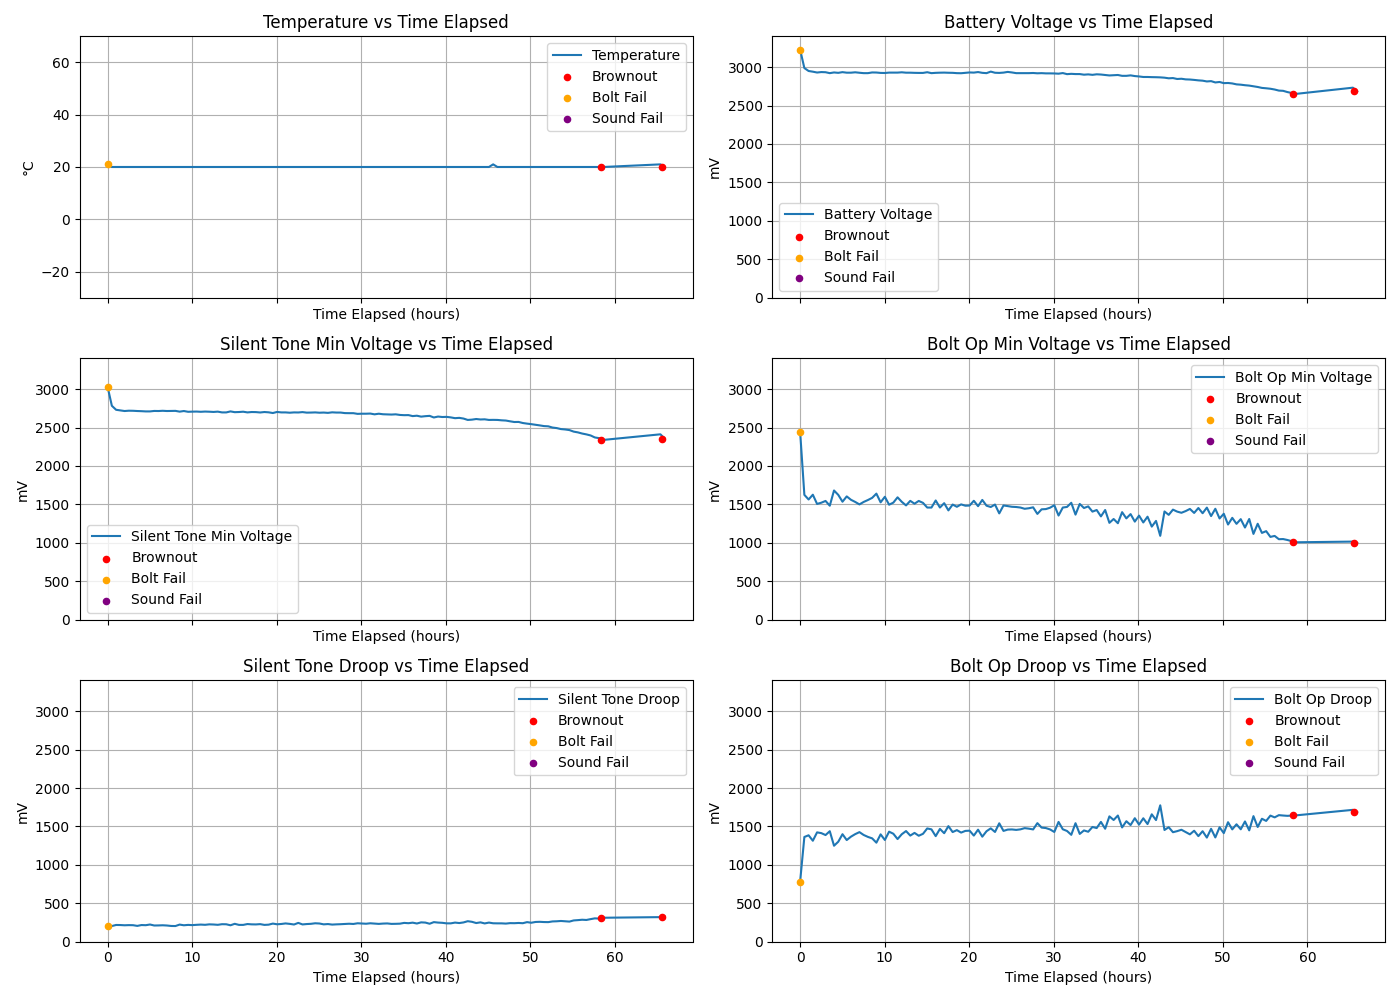 Temperature vs Time Elapsed
60
40
20
0
−20
°C
Temperature
Brownout
Bolt Fail
Sound Fail
Time Elapsed (hours)
Battery Voltage vs Time Elapsed
3000
2500
2000
1500
1000
500
0
mV
Battery Voltage
Brownout
Bolt Fail
Sound Fail
Time Elapsed (hours)
Silent Tone Min Voltage vs Time Elapsed
3000
2500
2000
1500
1000
500
0
mV
Silent Tone Min Voltage
Brownout
Bolt Fail
Sound Fail
Time Elapsed (hours)
Bolt Op Min Voltage vs Time Elapsed
3000
2500
2000
1500
1000
500
0
mV
Bolt Op Min Voltage
Brownout
Bolt Fail
Sound Fail
Time Elapsed (hours)
Silent Tone Droop vs Time Elapsed
3000
2500
2000
1500
1000
500
0
mV
Silent Tone Droop
Brownout
Bolt Fail
Sound Fail
0 10 20 30 40 50 60
Time Elapsed (hours)
Bolt Op Droop vs Time Elapsed
3000
2500
2000
1500
1000
500
0
mV
Bolt Op Droop
Brownout
Bolt Fail
Sound Fail
0 10 20 30 40 50 60
Time Elapsed (hours)